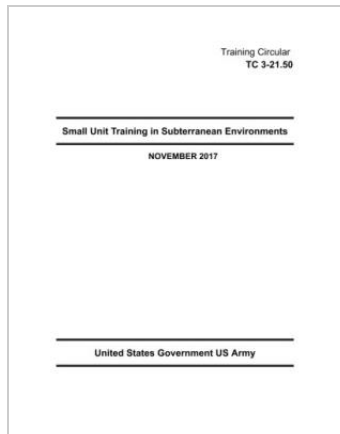 Training Circular
TC 3-21.50
Small Unit Training in Subterranean Environments
NOVEMBER 2017
United States Government US Army